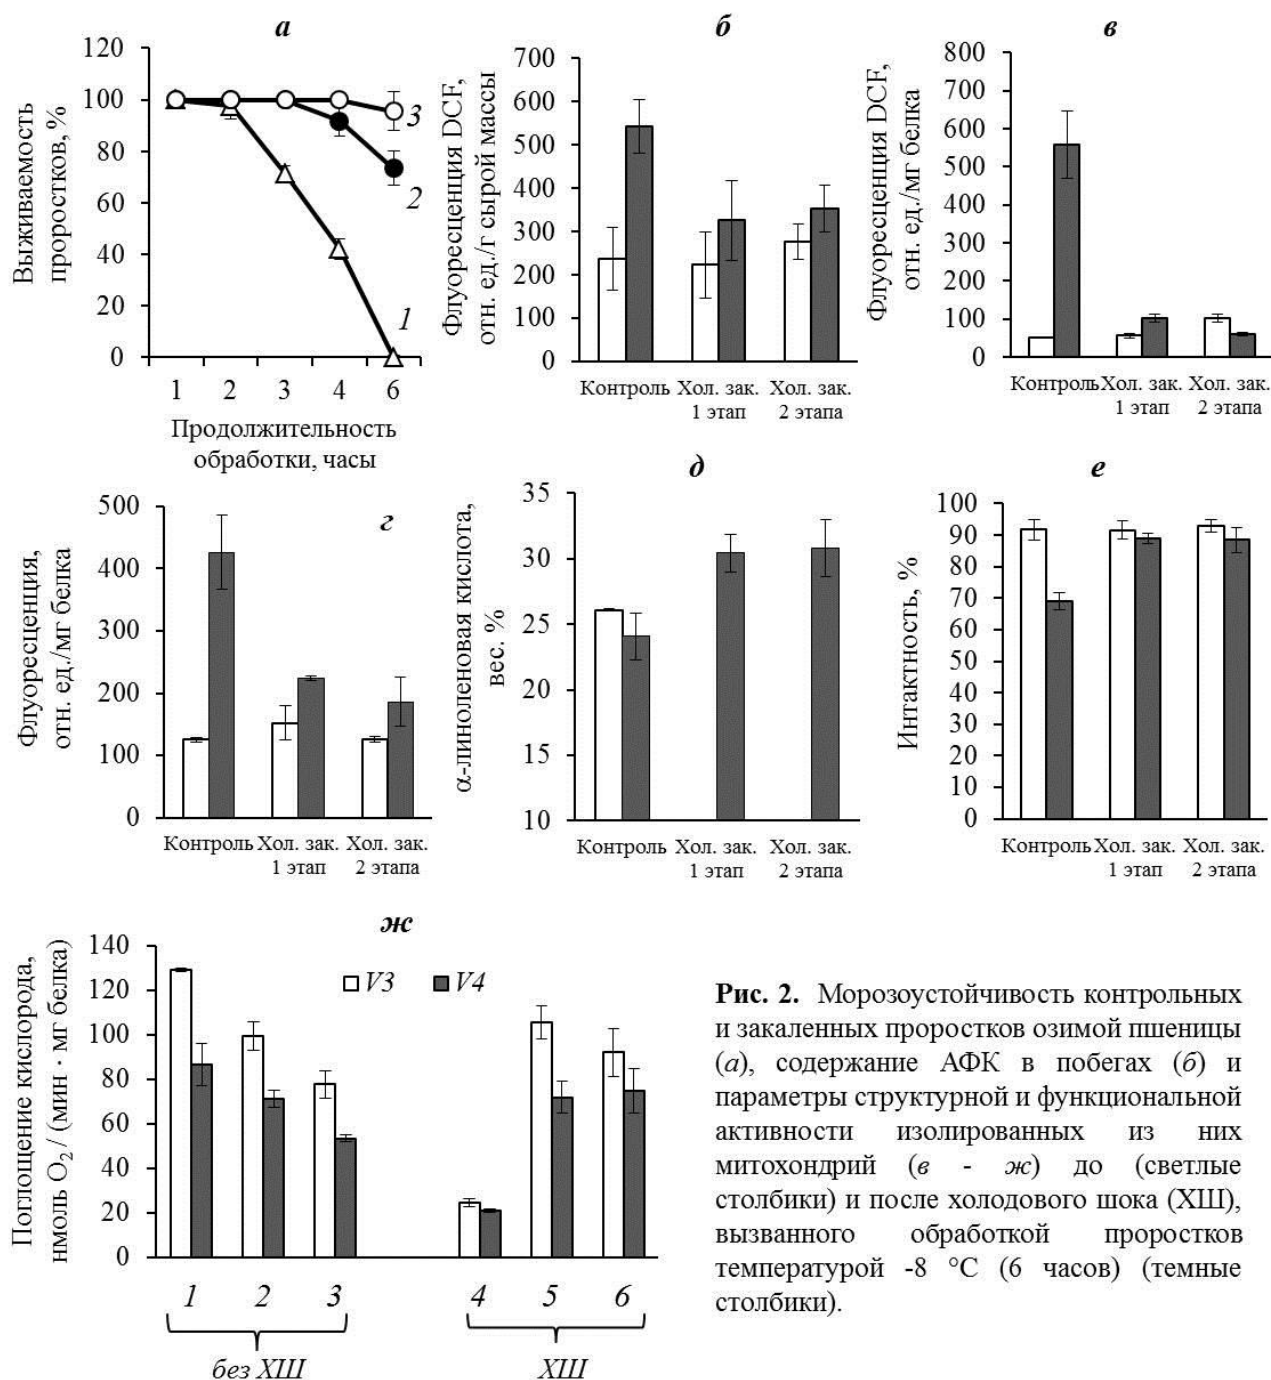 а
Выживаемость
проростков, %
120
100
80
60
40
20
0
3
2
1
1 2 3 4 6
Продолжительность
обработки, часы
б
Флуоресценция DCF,
отн. ед./г сырой массы
700
600
500
400
300
200
100
0
Контроль Хол. зак. Хол. зак.
1 этап 2 этапа
в
Флуоресценция DCF,
отн. ед./мг белка
800
700
600
500
400
300
200
100
0
Контроль Хол. зак. Хол. зак.
1 этап 2 этапа
г
Флуоресценция,
отн. ед./мг белка
500
400
300
200
100
0
Контроль Хол. зак. Хол. зак.
1 этап 2 этапа
д
α-линоленовая кислота,
вес. %
35
30
25
20
15
10
Контроль Хол. зак. Хол. зак.
1 этап 2 этапа
е
Интактность, %
100
90
80
70
60
50
40
30
20
10
0
Контроль Хол. зак. Хол. зак.
1 этап 2 этапа
ж
Поглощение кислорода,
нмоль O₂ / (мин · мг белка)
140
120
100
80
60
40
20
0
V3 V4
1 2 3 4 5 6
без ХШ ХШ
Рис. 2. Морозоустойчивость контрольных
и закаленных проростков озимой пшеницы
(а), содержание АФК в побегах (б) и
параметры структурной и функциональной
активности изолированных из них
митохондрий (в - ж) до (светлые
столбики) и после холодового шока (ХШ),
вызванного обработкой проростков
температурой -8 °C (6 часов) (темные
столбики).